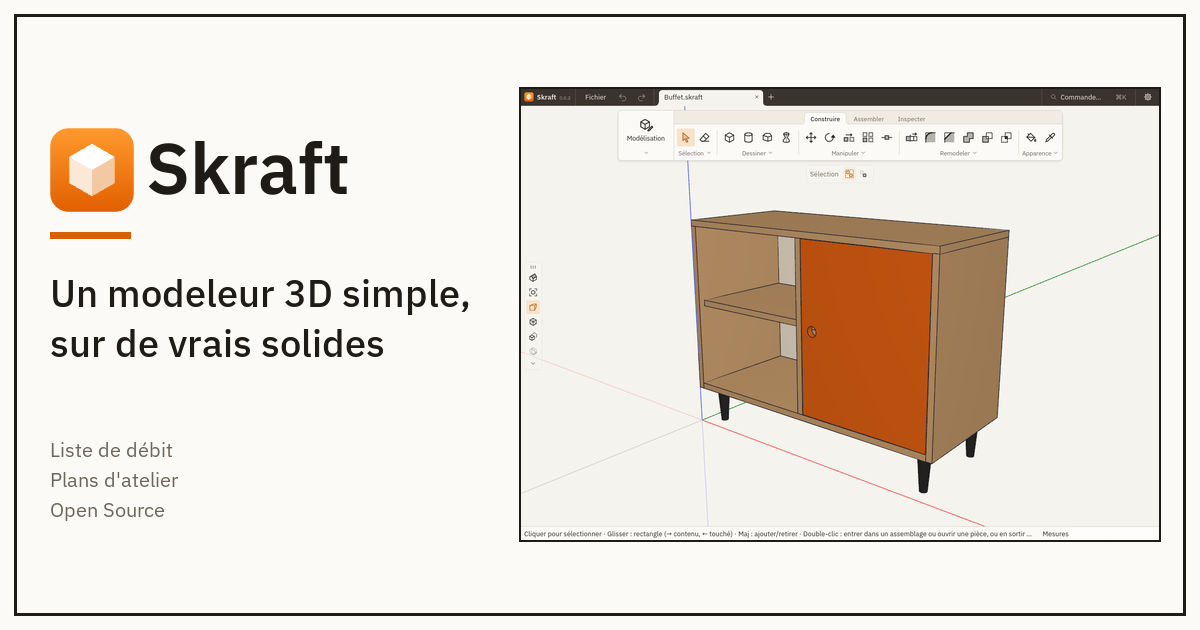 Skraft
Un modeleur 3D simple,
sur de vrais solides
Liste de débit
Plans d'atelier
Open Source
Skraft
Fichier
Buffet.skraft
×
+
Commande...
⌘K
Modélisation
Construire
Assembler
Inspecter
Sélection
Dessiner
Manipuler
Remodeler
Apparence
Sélection
Cliquer pour sélectionner · Glisser : rectangle (→ contenu, ← touché) · Maj : ajouter/retirer · Double-clic : entrer dans un assemblage ou ouvrir une pièce, ou en sortir ...
Mesures